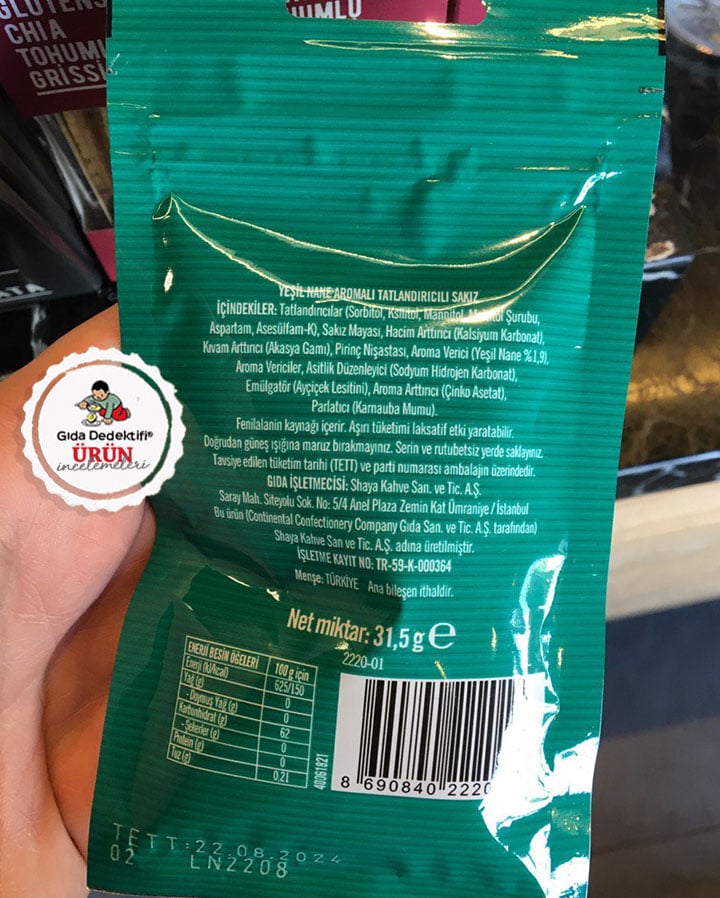 GLUTENS
CHIA
TOHUMLU
GRİSSİ
UMLU
ATA
Gıda Dedektifi®
ÜRÜN
incelemeleri
YEŞİL NANE AROMALI TATLANDIRICILI SAKIZ
İÇİNDEKİLER: Tatlandırıcılar (Sorbitol, Ksilitol, Mannitol, Maltitol Şurubu,
Aspartam, Asesülfam-K), Sakız Mayası, Hacim Arttırıcı (Kalsiyum Karbonat),
Kıvam Arttırıcı (Akasya Gamı), Pirinç Nişastası, Aroma Verici (Yeşil Nane %1,9),
Aroma Vericiler, Asitlik Düzenleyici (Sodyum Hidrojen Karbonat),
Emülgatör (Ayçiçek Lesitini), Aroma Arttırıcı (Çinko Asetat),
Parlatıcı (Karnauba Mumu).
Fenilalanin kaynağı içerir. Aşırı tüketimi laksatif etki yaratabilir.
Doğrudan güneş ışığına maruz bırakmayınız. Serin ve rutubetsiz yerde saklayınız.
Tavsiye edilen tüketim tarihi (TETT) ve parti numarası ambalajın üzerindedir.
GIDA İŞLETMECİSİ: Shaya Kahve San. ve Tic. A.Ş.
Saray Mah. Siteyolu Sok. No: 5/4 Anel Plaza Zemin Kat Ümraniye / İstanbul
Bu ürün (Continental Confectionery Company Gıda San. ve Tic. A.Ş. tarafından)
Shaya Kahve San ve Tic. A.Ş. adına üretilmiştir.
İŞLETME KAYIT NO: TR-59-K-000364
Menşe: TÜRKİYE Ana bileşen ithaldir.
Net miktar: 31,5 g e
2220-01
ENERJİ BESİN ÖĞELERİ 100 g için
Enerji (kJ/kcal) 625/150
Yağ (g) 0
- Doymuş Yağ (g) 0
Karbonhidrat (g) 62
- Şekerler (g) 0
Protein (g) 0
Tuz (g) 0.21
40061821
8 690840 2220
TETT:22.08.2024
02 LN2208